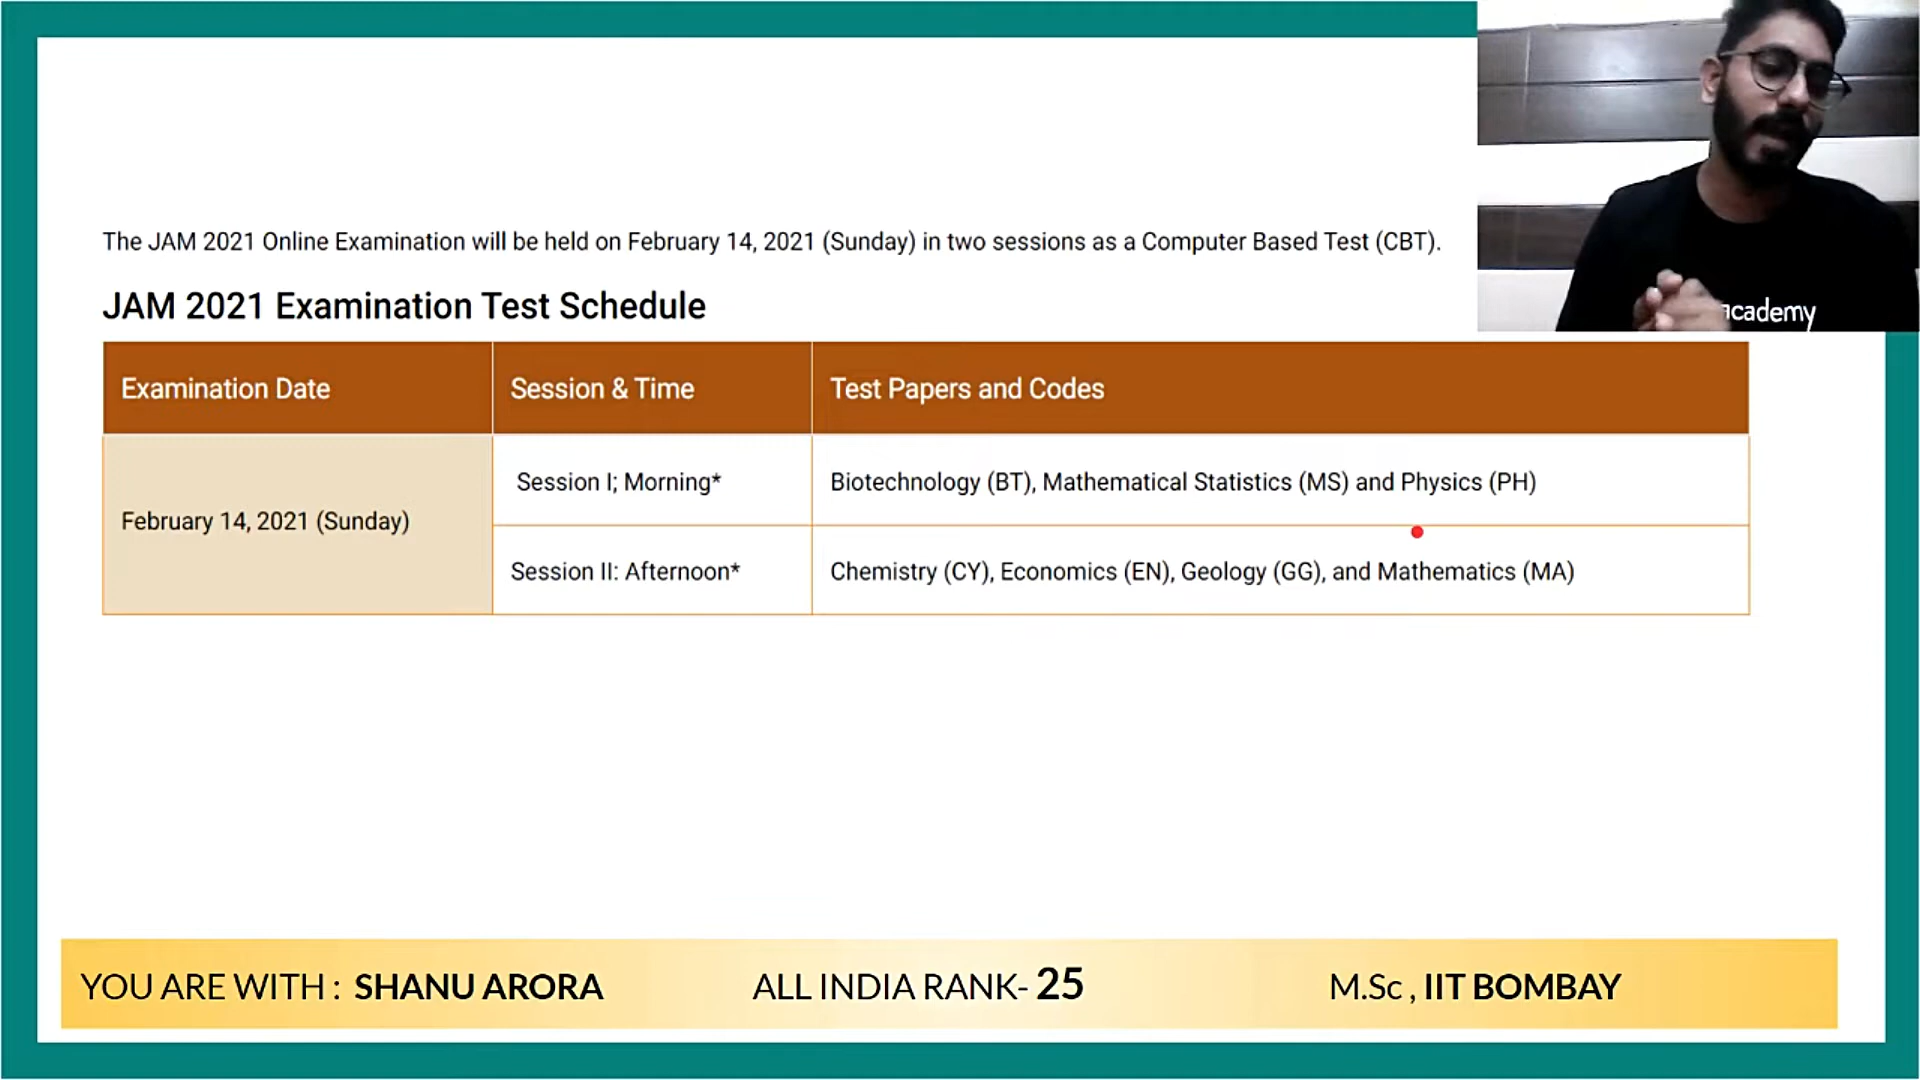 The JAM 2021 Online Examination will be held on February 14, 2021 (Sunday) in two sessions as a Computer Based Test (CBT).
JAM 2021 Examination Test Schedule
Examination Date Session & Time Test Papers and Codes
February 14, 2021 (Sunday)
Session I; Morning* Biotechnology (BT), Mathematical Statistics (MS) and Physics (PH)
Session II: Afternoon* Chemistry (CY), Economics (EN), Geology (GG), and Mathematics (MA)
academy
YOU ARE WITH : SHANU ARORA ALL INDIA RANK- 25 M.Sc , IIT BOMBAY